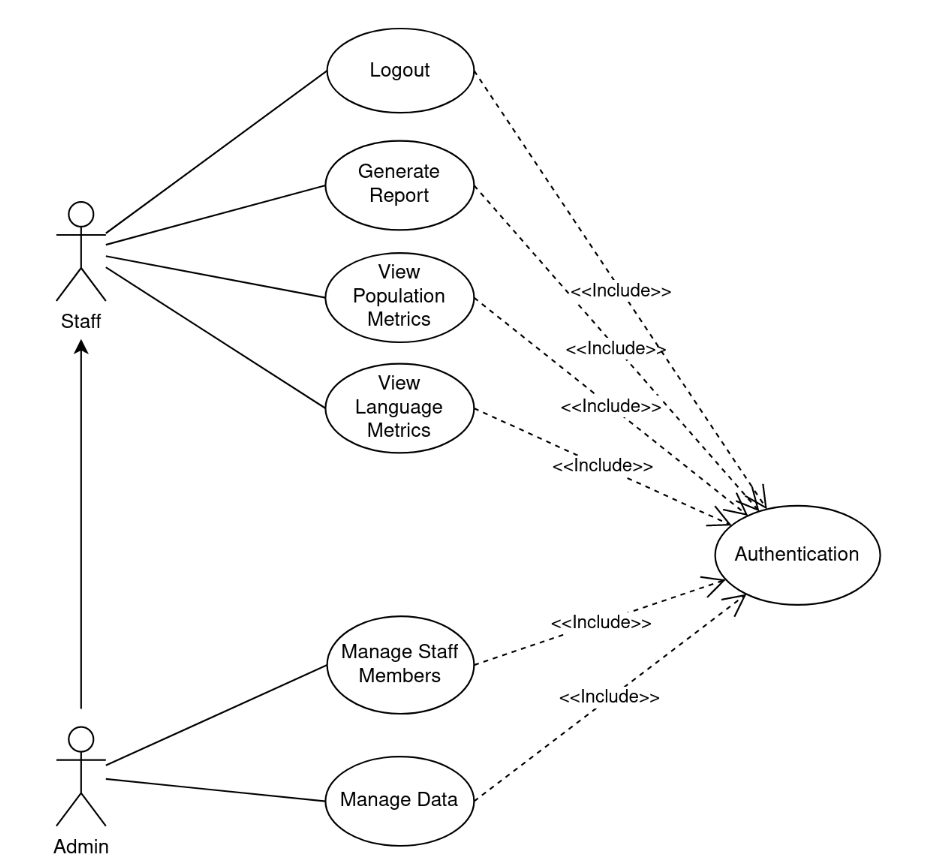 Logout
Generate
Report
View
Population
Metrics
View
Language
Metrics
Staff
<<Include>>
<<Include>>
<<Include>>
<<Include>>
Authentication
Manage Staff
Members
<<Include>>
<<Include>>
Manage Data
Admin